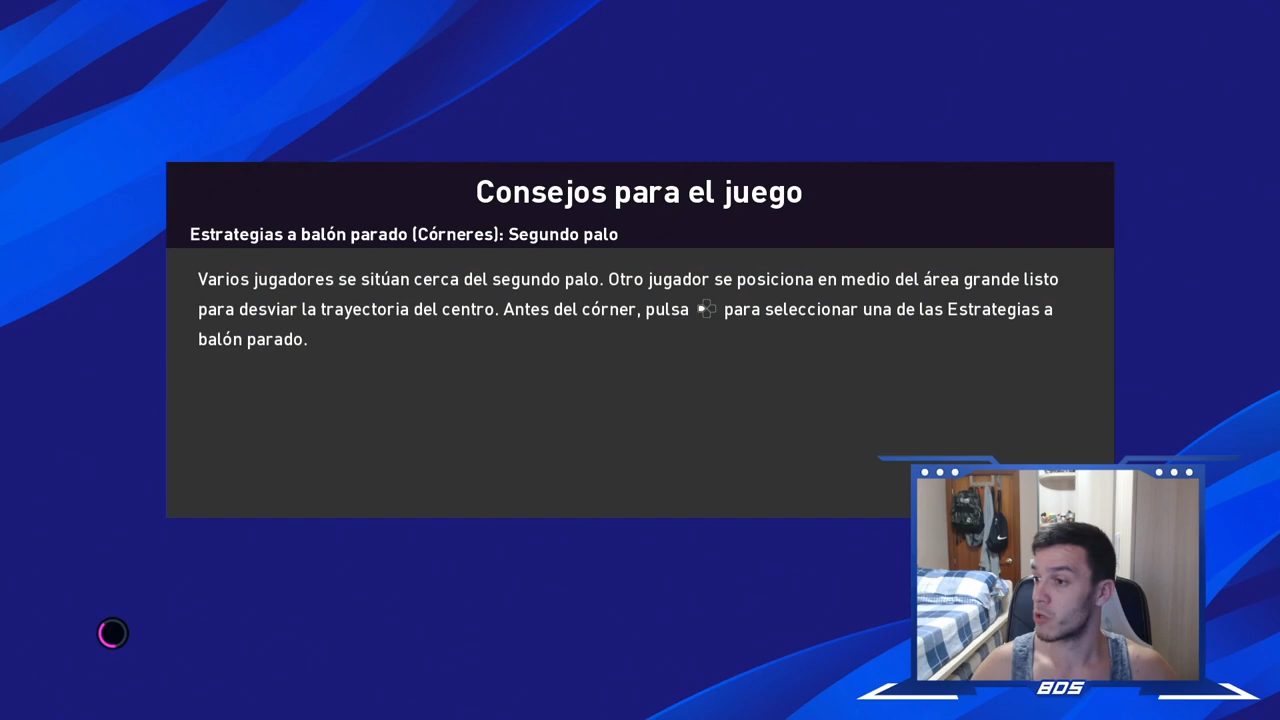 Consejos para el juego
Estrategias a balón parado (Córneres): Segundo palo
Varios jugadores se sitúan cerca del segundo palo. Otro jugador se posiciona en medio del área grande listo
para desviar la trayectoria del centro. Antes del córner, pulsa para seleccionar una de las Estrategias a
balón parado.
BDS